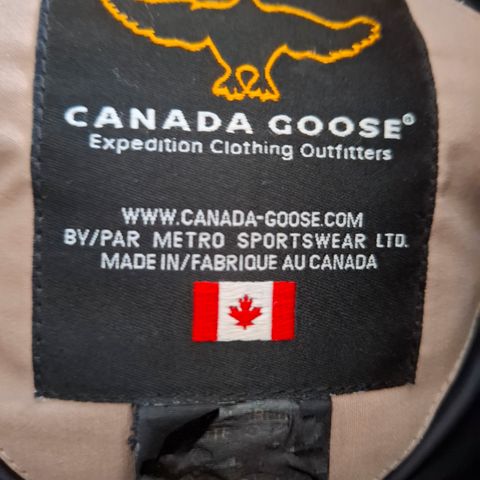 CANADA GOOSE®
Expedition Clothing Outfitters
WWW.CANADA-GOOSE.COM
BY/PAR METRO SPORTSWEAR LTD.
MADE IN/FABRIQUE AU CANADA